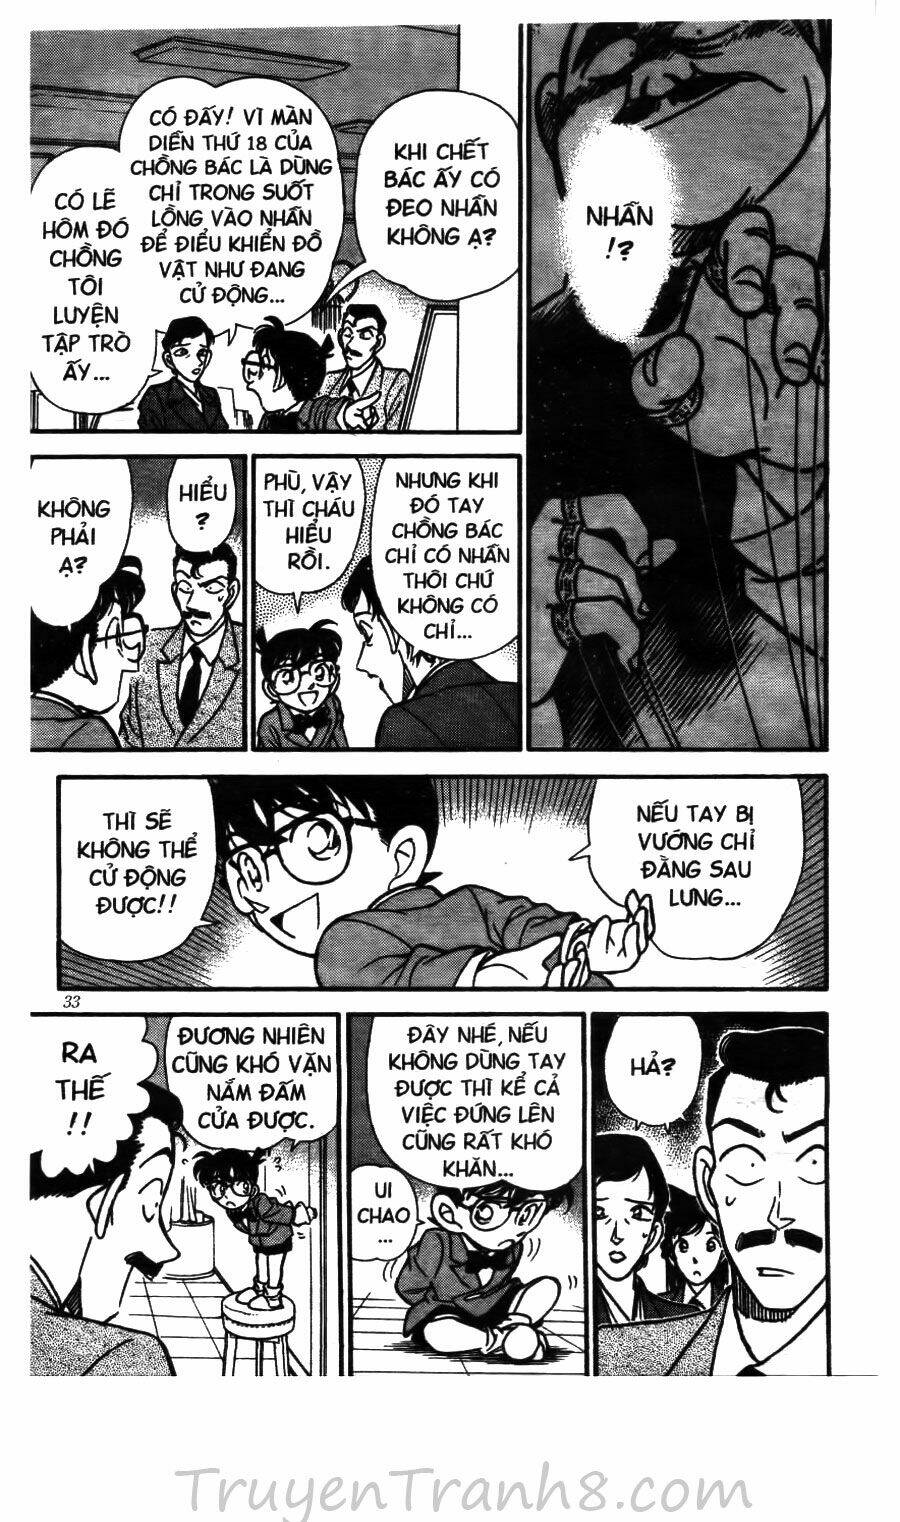 NHẪN
!?
KHI CHẾT
BÁC ẤY CÓ
ĐEO NHẪN
KHÔNG Ạ?
CÓ ĐẤY! VÌ MÀN
DIỄN THỨ 18 CỦA
CHỒNG BÁC LÀ DÙNG
CHỈ TRONG SUỐT
LỒNG VÀO NHẪN
ĐỂ ĐIỀU KHIỂN ĐỒ
VẬT NHƯ ĐANG
CỬ ĐỘNG...
CÓ LẼ
HÔM ĐÓ
CHỒNG
TÔI
LUYỆN
TẬP TRÒ
ẤY...
NHƯNG KHI
ĐÓ TAY
CHỒNG BÁC
CHỈ CÓ NHẪN
THÔI CHỨ
KHÔNG CÓ
CHỈ...
PHÙ, VẬY
THÌ CHÁU
HIỂU
RỒI.
HIỂU
?
KHÔNG
PHẢI
Ạ?
NẾU TAY BỊ
VƯỚNG CHỈ
ĐẰNG SAU
LƯNG...
THÌ SẼ
KHÔNG THỂ
CỬ ĐỘNG
ĐƯỢC!!
33
HẢ?
ĐÂY NHÉ, NẾU
KHÔNG DÙNG TAY
ĐƯỢC THÌ KỂ CẢ
VIỆC ĐỨNG LÊN
CŨNG RẤT KHÓ
KHĂN...
UI
CHAO
...
ĐƯƠNG NHIÊN
CŨNG KHÓ VẶN
NẮM ĐẤM
CỬA ĐƯỢC.
RA
THẾ
!!
TruyenTranh8.com